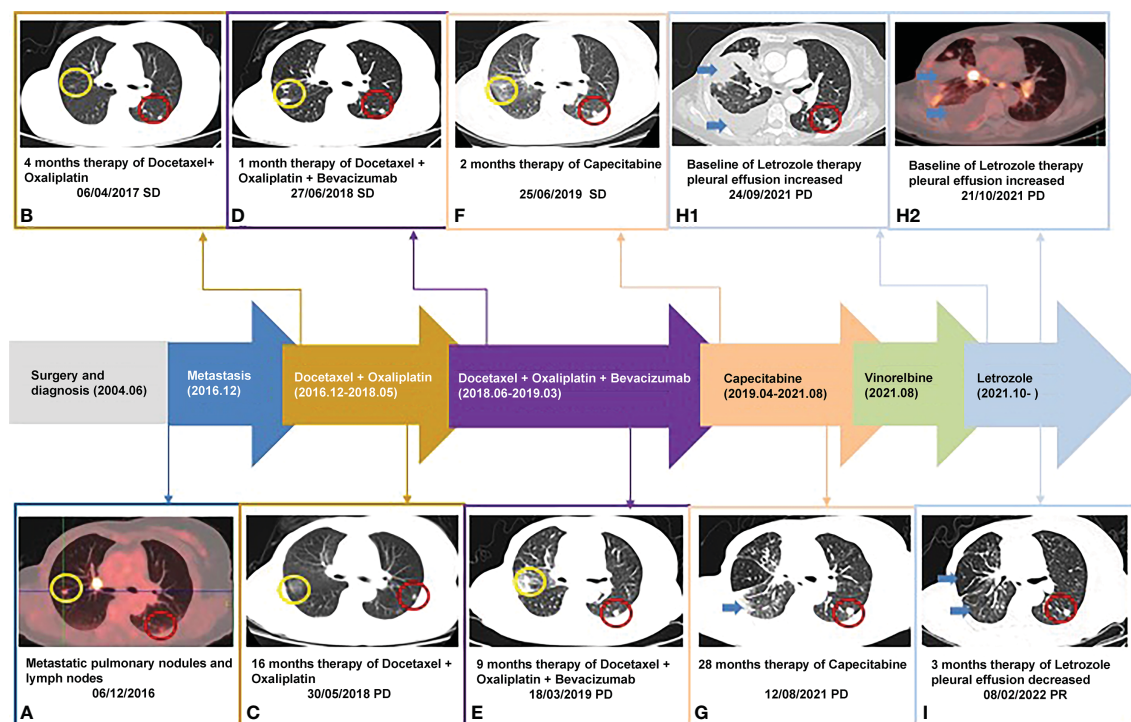 4 months therapy of Docetaxel+
Oxaliplatin
06/04/2017 SD
B
1 month therapy of Docetaxel +
Oxaliplatin + Bevacizumab
27/06/2018 SD
D
2 months therapy of Capecitabine
25/06/2019 SD
F
Baseline of Letrozole therapy
pleural effusion increased
24/09/2021 PD
H1
Baseline of Letrozole therapy
pleural effusion increased
21/10/2021 PD
H2
Surgery and
diagnosis (2004.06)
Metastasis
(2016.12)
Docetaxel + Oxaliplatin
(2016.12-2018.05)
Docetaxel + Oxaliplatin + Bevacizumab
(2018.06-2019.03)
Capecitabine
(2019.04-2021.08)
Vinorelbine
(2021.08)
Letrozole
(2021.10- )
Metastatic pulmonary nodules and
lymph nodes
06/12/2016
A
16 months therapy of Docetaxel +
Oxaliplatin
30/05/2018 PD
C
9 months therapy of Docetaxel +
Oxaliplatin + Bevacizumab
18/03/2019 PD
E
28 months therapy of Capecitabine
12/08/2021 PD
G
3 months therapy of Letrozole
pleural effusion decreased
08/02/2022 PR
I